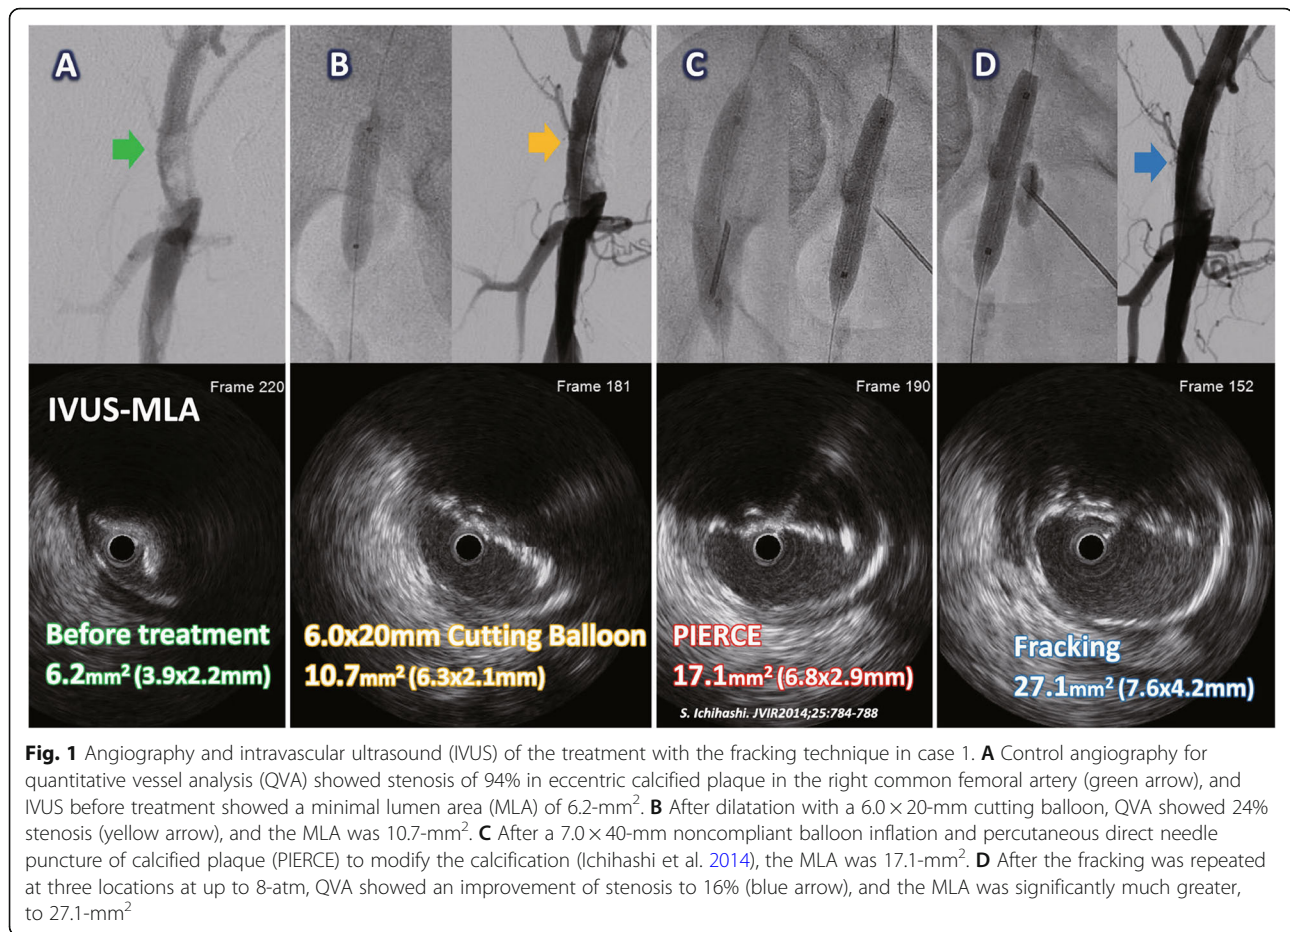 A
B
C
D
Frame 220
Frame 181
Frame 190
Frame 152
IVUS-MLA
Before treatment
6.2mm² (3.9x2.2mm)
6.0x20mm Cutting Balloon
10.7mm² (6.3x2.1mm)
PIERCE
17.1mm² (6.8x2.9mm)
S. Ichihashi. JVIR2014;25:784-788
Fracking
27.1mm² (7.6x4.2mm)
Fig. 1 Angiography and intravascular ultrasound (IVUS) of the treatment with the fracking technique in case 1. A Control angiography for
quantitative vessel analysis (QVA) showed stenosis of 94% in eccentric calcified plaque in the right common femoral artery (green arrow), and
IVUS before treatment showed a minimal lumen area (MLA) of 6.2-mm². B After dilatation with a 6.0 × 20-mm cutting balloon, QVA showed 24%
stenosis (yellow arrow), and the MLA was 10.7-mm². C After a 7.0 × 40-mm noncompliant balloon inflation and percutaneous direct needle
puncture of calcified plaque (PIERCE) to modify the calcification (Ichihashi et al. 2014), the MLA was 17.1-mm². D After the fracking was repeated
at three locations at up to 8-atm, QVA showed an improvement of stenosis to 16% (blue arrow), and the MLA was significantly much greater,
to 27.1-mm²